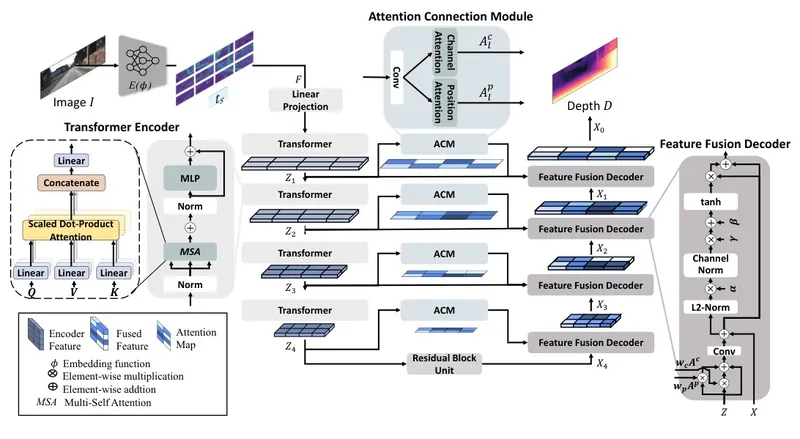 Attention Connection Module
Conv
Channel
Attention
Position
Attention
A_l^c
A_l^p
E(ϕ)
Image I
t_s
F
Linear
Projection
Depth D
X_0
Transformer Encoder
Linear
Concatenate
Scaled Dot-Product
Attention
Linear
Linear
Linear
Q
V
K
MLP
Norm
MSA
Norm
Transformer
Z_1
ACM
Feature Fusion Decoder
X_1
Transformer
Z_2
ACM
Feature Fusion Decoder
X_2
Transformer
Z_3
ACM
Feature Fusion Decoder
X_3
Transformer
Z_4
ACM
Feature Fusion Decoder
X_4
Residual Block
Unit
Feature Fusion Decoder
tanh
β
γ
Channel
Norm
α
L2-Norm
Conv
w_cA^c
w_pA^p
Z
X
Encoder
Feature
Fused
Feature
Attention
Map
ϕ Embedding function
⊗ Element-wise multiplication
⊕ Element-wise addtion
MSA Multi-Self Attention